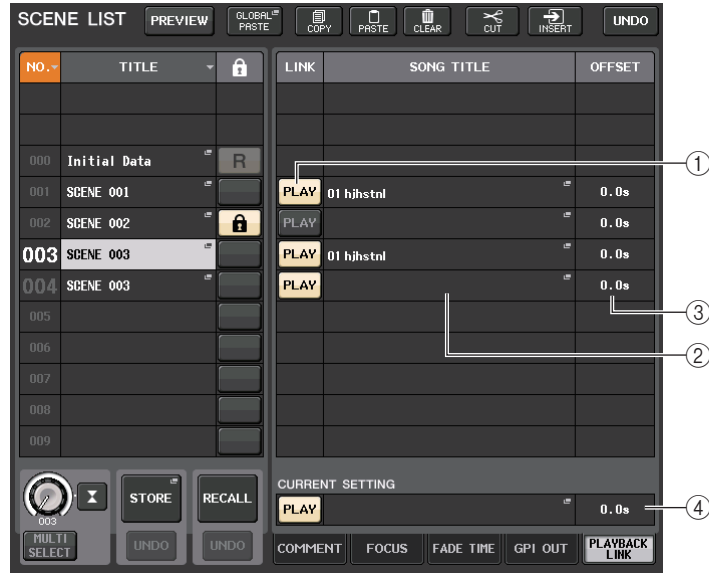 SCENE LIST PREVIEW GLOBAL PASTE COPY PASTE CLEAR CUT INSERT UNDO
NO. TITLE LINK SONG TITLE OFFSET
000 Initial Data R
001 SCENE 001 PLAY 01 hjhstnl 0.0s
002 SCENE 002 PLAY 0.0s
003 SCENE 003 PLAY 01 hjhstnl 0.0s
004 SCENE 003 PLAY 0.0s
005
006
007
008
009
1
3
2
003 STORE RECALL
CURRENT SETTING
PLAY 0.0s
4
MULTI SELECT UNDO UNDO
COMMENT FOCUS FADE TIME GPI OUT PLAYBACK LINK